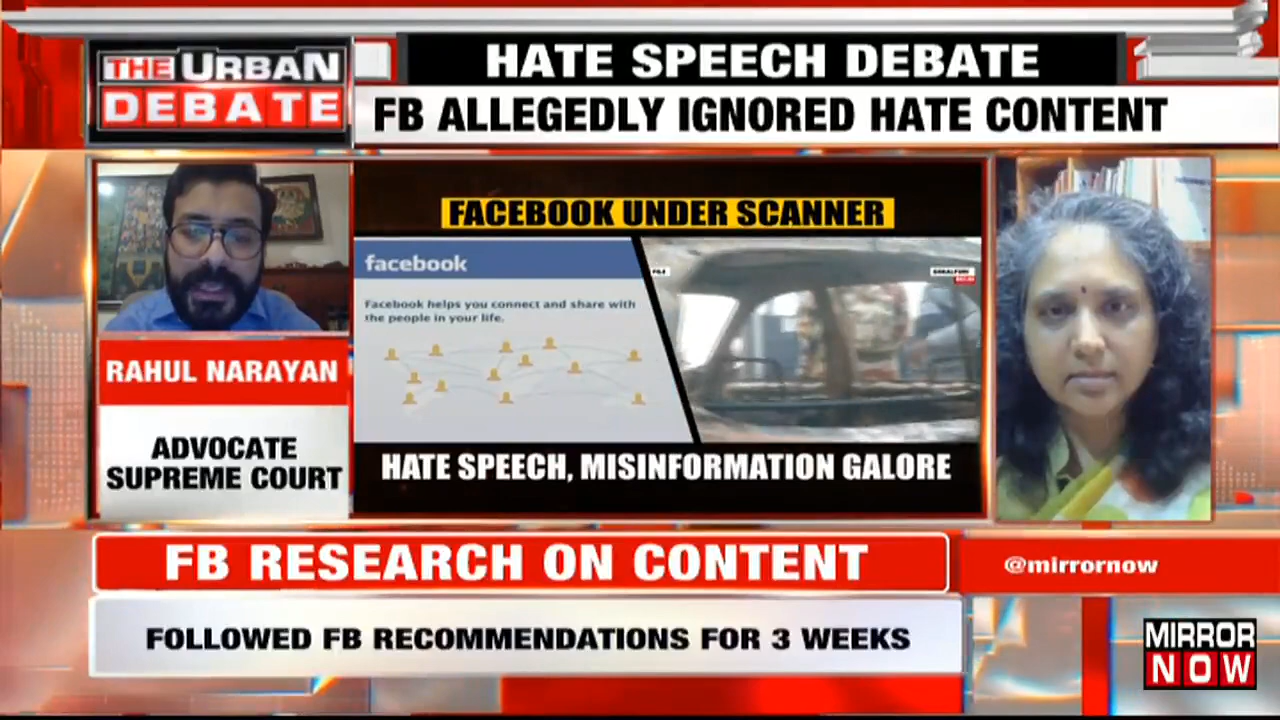 THE URBAN
DEBATE
HATE SPEECH DEBATE
FB ALLEGEDLY IGNORED HATE CONTENT
FACEBOOK UNDER SCANNER
facebook
Facebook helps you connect and share with
the people in your life.
FILE
RAHUL NARAYAN
ADVOCATE
SUPREME COURT
HATE SPEECH, MISINFORMATION GALORE
FB RESEARCH ON CONTENT
@mirrornow
FOLLOWED FB RECOMMENDATIONS FOR 3 WEEKS
MIRROR
NOW